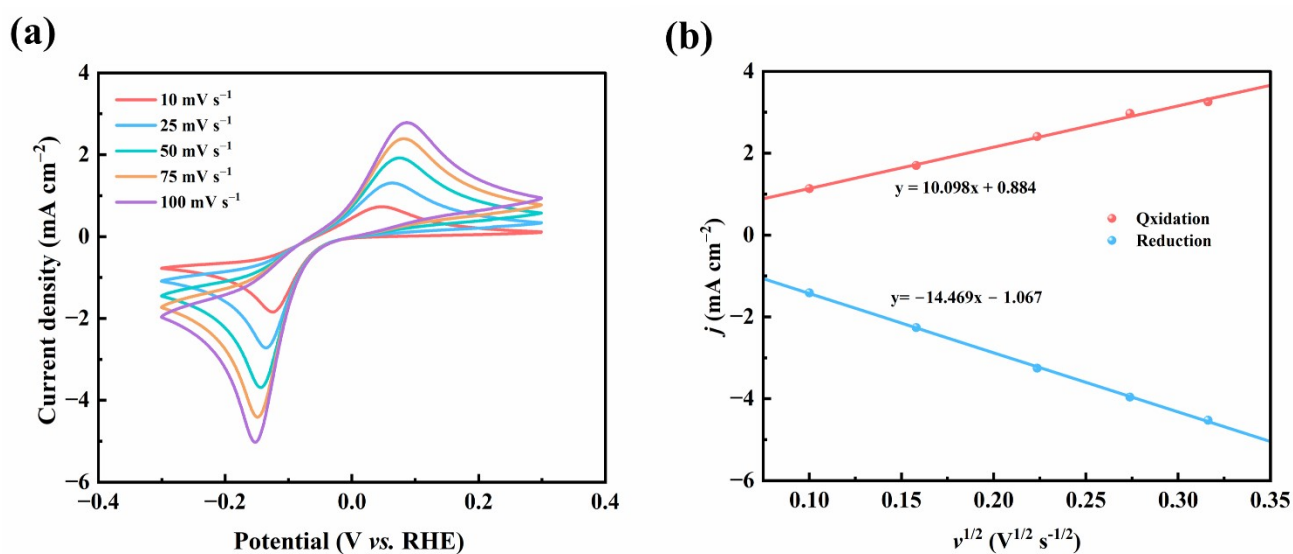 (a)
Current density (mA cm⁻²)
4
2
0
−2
−4
−6
10 mV s⁻¹
25 mV s⁻¹
50 mV s⁻¹
75 mV s⁻¹
100 mV s⁻¹
−0.4
−0.2
0.0
0.2
0.4
Potential (V vs. RHE)
(b)
j (mA cm⁻²)
4
2
0
−2
−4
−6
y = 10.098x + 0.884
Qxidation
Reduction
y= −14.469x − 1.067
0.10
0.15
0.20
0.25
0.30
0.35
v¹/² (V¹/² s⁻¹/²)